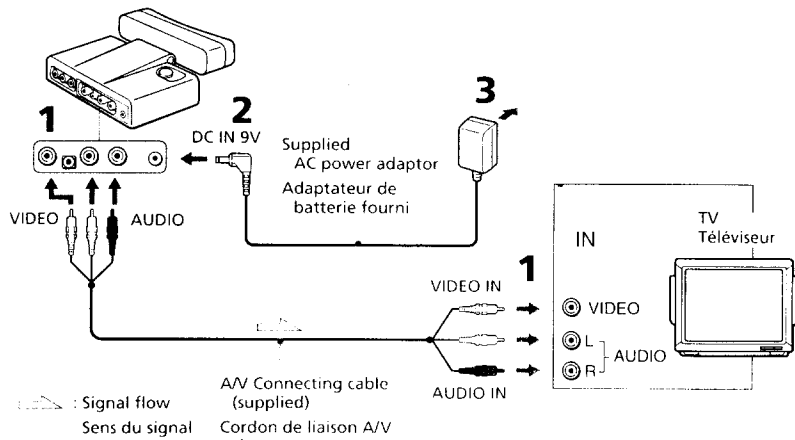 3
1
2
DC IN 9V
Supplied
AC power adaptor
Adaptateur de
batterie fourni
VIDEO
AUDIO
TV
Téléviseur
IN
1
VIDEO IN
VIDEO
L
AUDIO
R
AUDIO IN
A/V Connecting cable
(supplied)
: Signal flow
Sens du signal
Cordon de liaison A/V